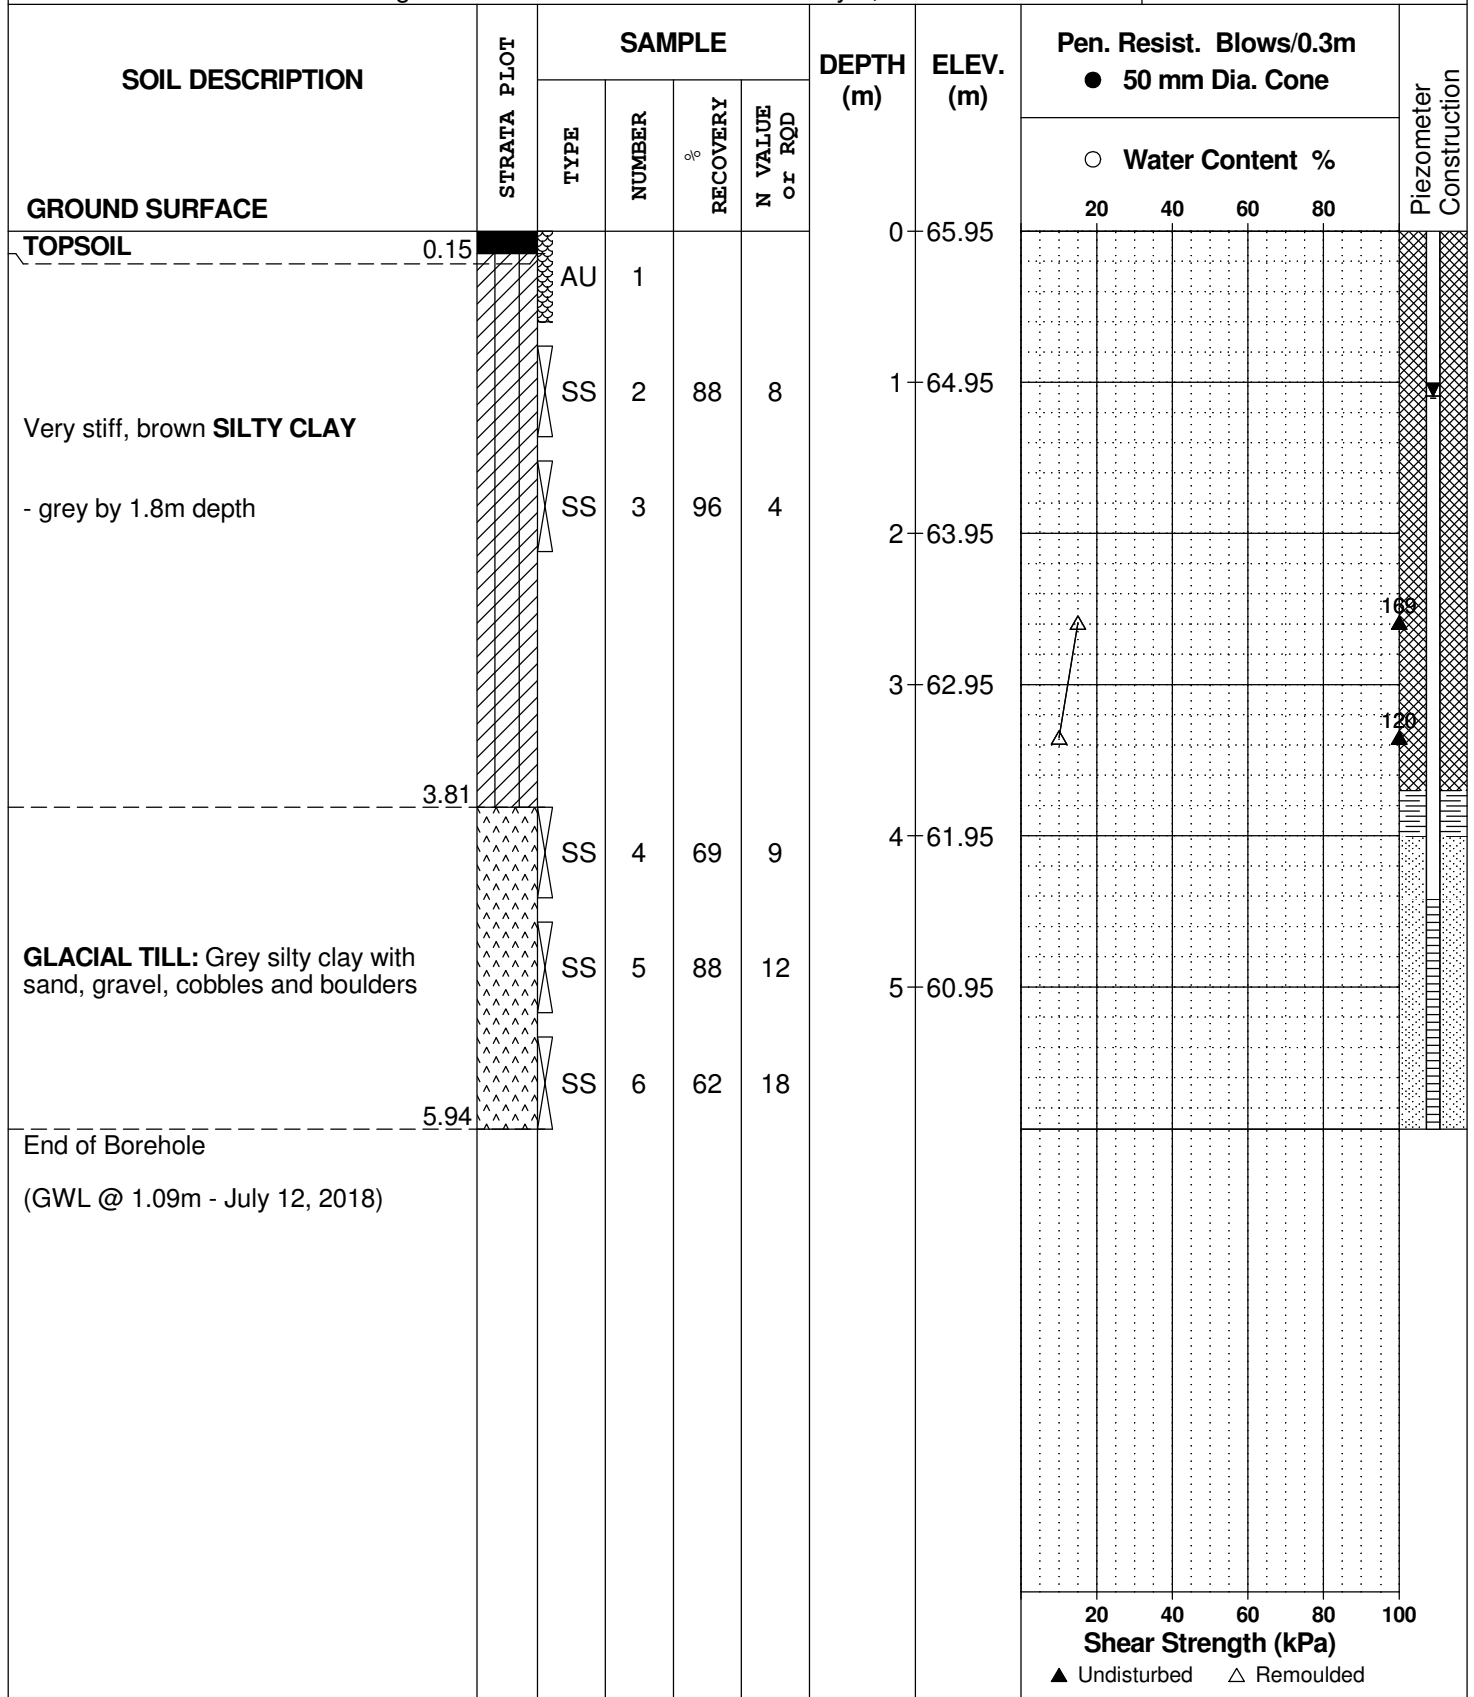 SOIL DESCRIPTION
GROUND SURFACE
STRATA PLOT
SAMPLE
TYPE
NUMBER
% RECOVERY
N VALUE or RQD
DEPTH (m)
ELEV. (m)
Pen. Resist. Blows/0.3m
● 50 mm Dia. Cone
○ Water Content %
20 40 60 80
Piezometer Construction
TOPSOIL 0.15
0 65.95
AU 1
SS 2 88 8
1 64.95
Very stiff, brown SILTY CLAY
- grey by 1.8m depth
SS 3 96 4
2 63.95
169
3 62.95
120
3.81
SS 4 69 9
4 61.95
GLACIAL TILL: Grey silty clay with
sand, gravel, cobbles and boulders
SS 5 88 12
5 60.95
SS 6 62 18
5.94
End of Borehole
(GWL @ 1.09m - July 12, 2018)
20 40 60 80 100
Shear Strength (kPa)
▲ Undisturbed △ Remoulded